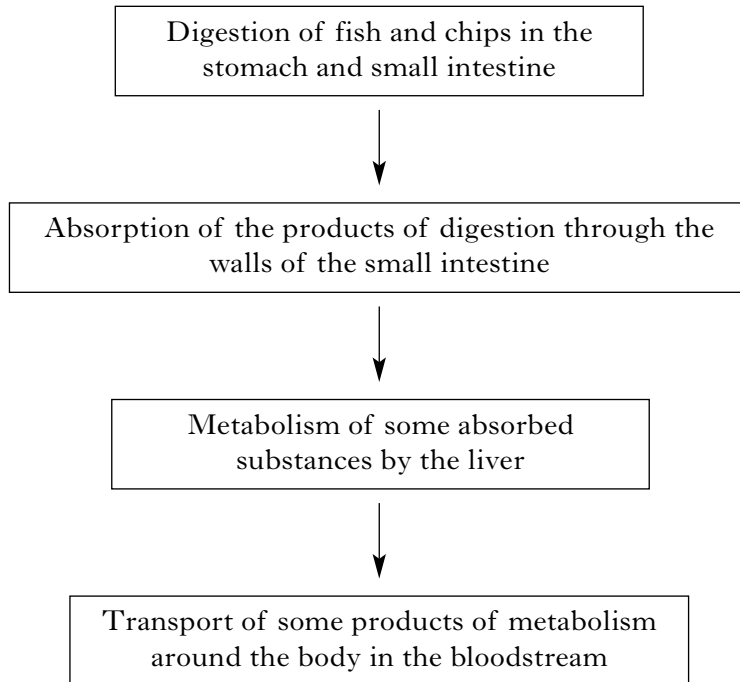 Digestion of fish and chips in the
stomach and small intestine
Absorption of the products of digestion through the
walls of the small intestine
Metabolism of some absorbed
substances by the liver
Transport of some products of metabolism
around the body in the bloodstream